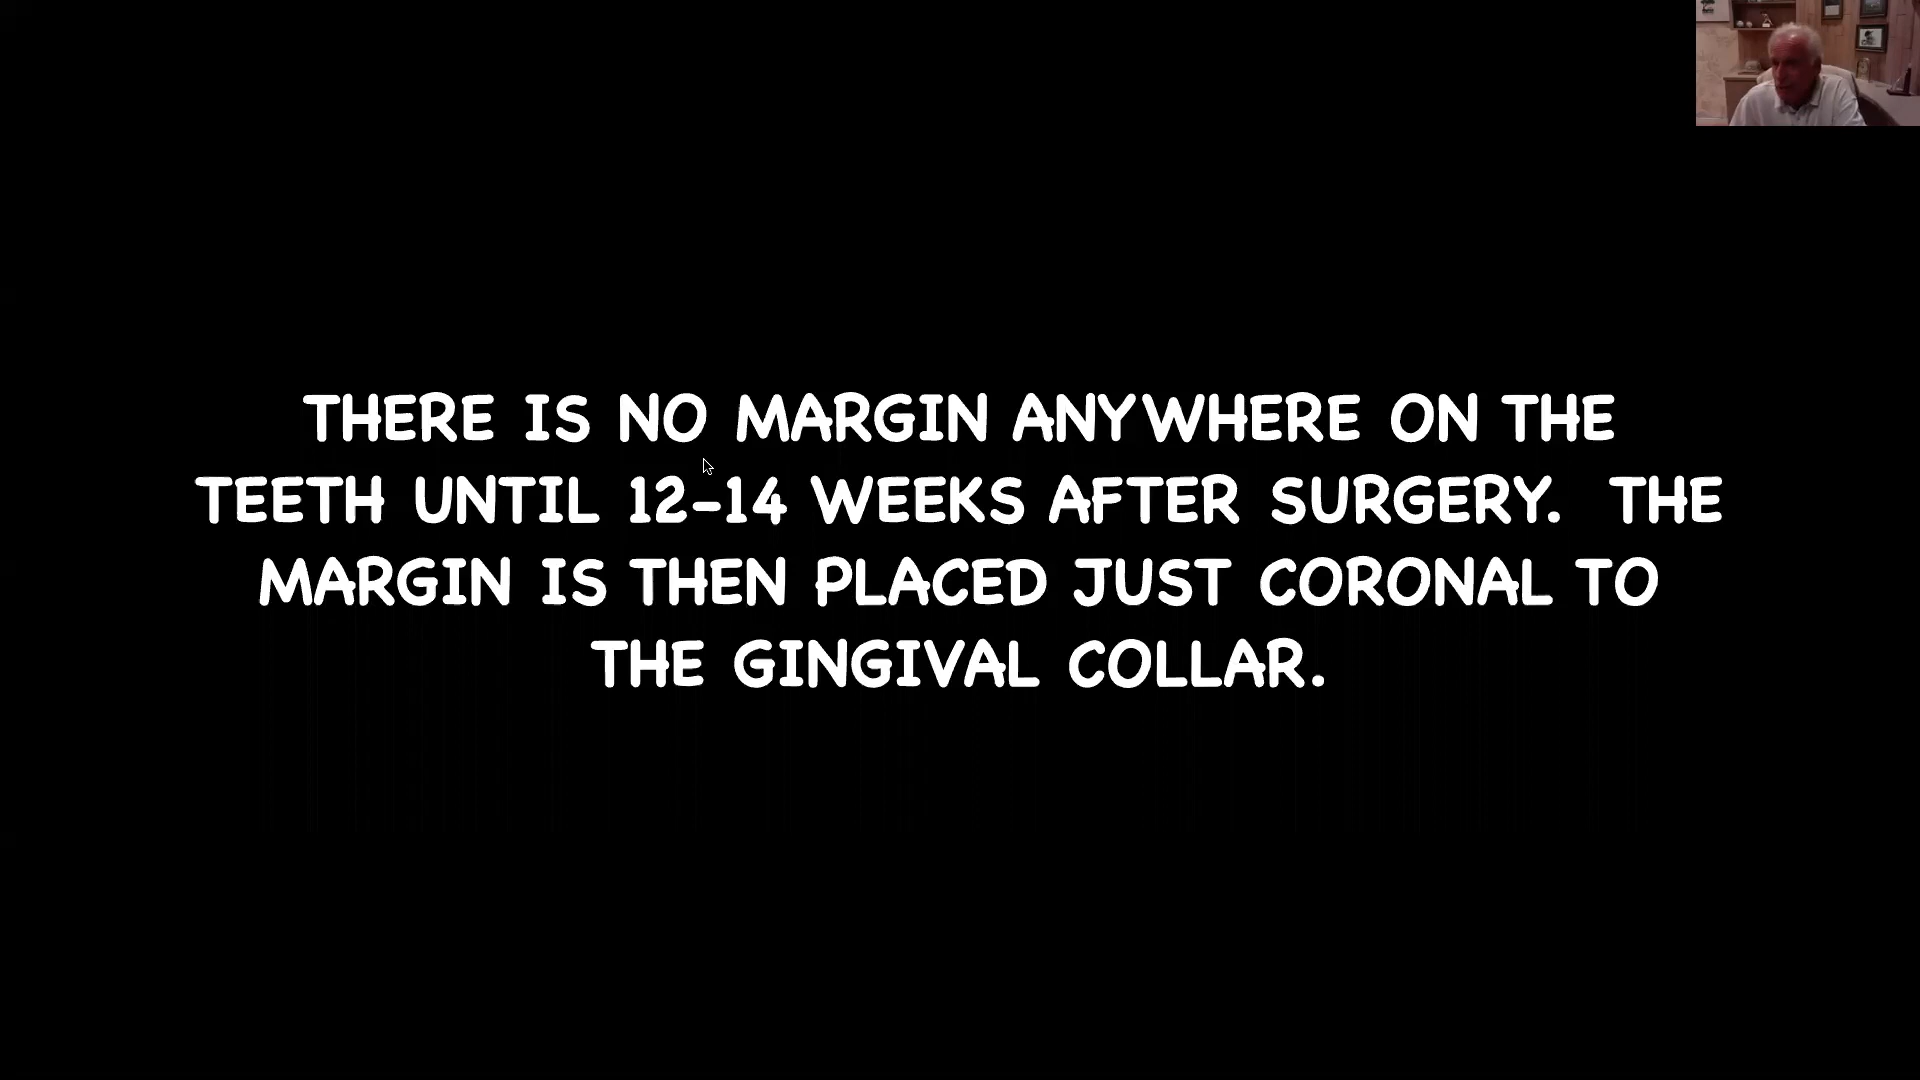 THERE IS NO MARGIN ANYWHERE ON THE
TEETH UNTIL 12-14 WEEKS AFTER SURGERY. THE
MARGIN IS THEN PLACED JUST CORONAL TO
THE GINGIVAL COLLAR.